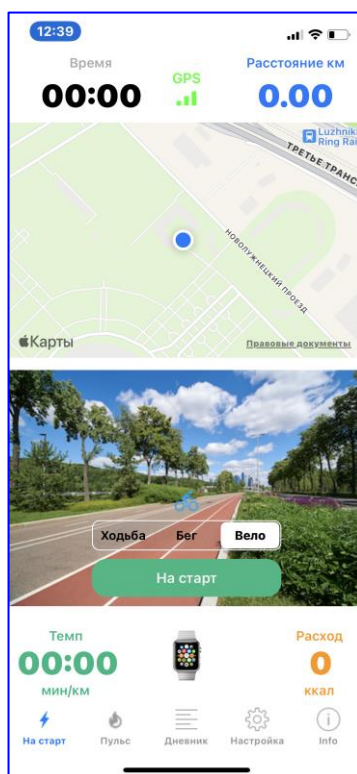 12:39
Время
GPS
Расстояние км
00:00
0.00
Luzhniki
Ring Rai
ТРЕТЬЕ ТРАНС
НОВОЛУЖНЕЦКИЙ ПРОЕЗД
Карты
Правовые документы
Ходьба
Бег
Вело
На старт
Темп
Расход
00:00
0
мин/км
ккал
На старт
Пульс
Дневник
Настройка
Info